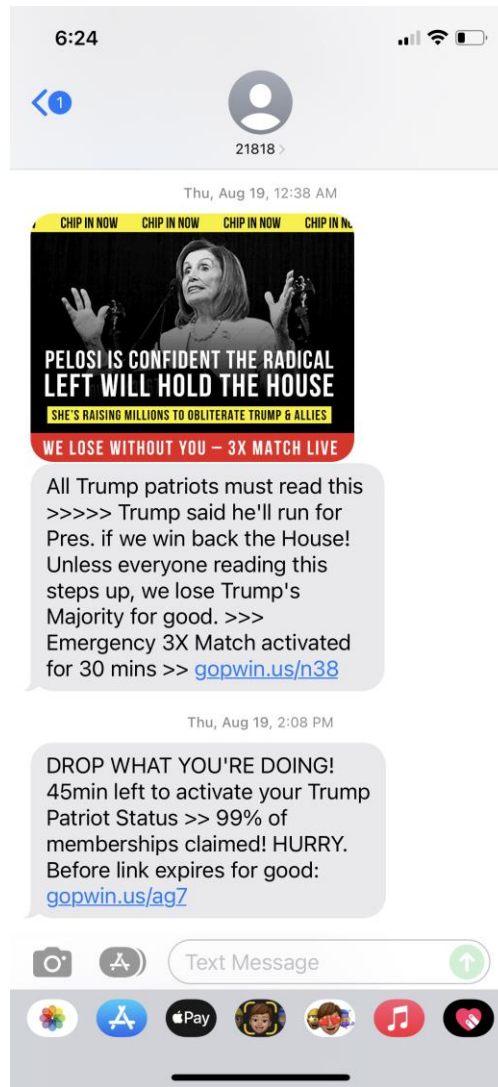 6:24
1
21818 >
Thu, Aug 19, 12:38 AM
CHIP IN NOW CHIP IN NOW CHIP IN NOW CHIP IN
PELOSI IS CONFIDENT THE RADICAL
LEFT WILL HOLD THE HOUSE
SHE'S RAISING MILLIONS TO OBLITERATE TRUMP & ALLIES
WE LOSE WITHOUT YOU – 3X MATCH LIVE
All Trump patriots must read this
>>>>> Trump said he'll run for
Pres. if we win back the House!
Unless everyone reading this
steps up, we lose Trump's
Majority for good. >>>
Emergency 3X Match activated
for 30 mins >> gopwin.us/n38
Thu, Aug 19, 2:08 PM
DROP WHAT YOU'RE DOING!
45min left to activate your Trump
Patriot Status >> 99% of
memberships claimed! HURRY.
Before link expires for good:
gopwin.us/ag7
Text Message
Pay